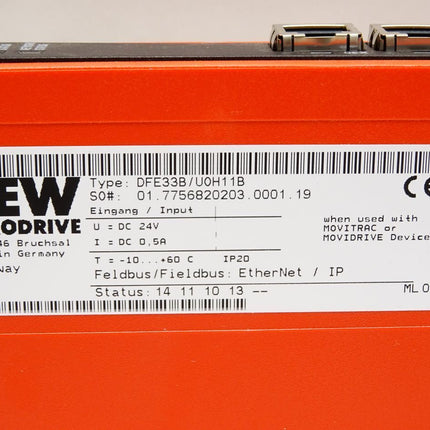 EW
ODRIVE
46 Bruchsal
in Germany
way
Type: DFE33B/UOH11B
SO#: 01.7756820203.0001.19
Eingang / Input
U = DC 24V
I = DC 0,5A
T = -10...+60 C IP20
Feldbus/Fieldbus: EtherNet / IP
Status: 14 11 10 13 --
CE
when used with
MOVITRAC or
MOVIDRIVE Device
ML 0